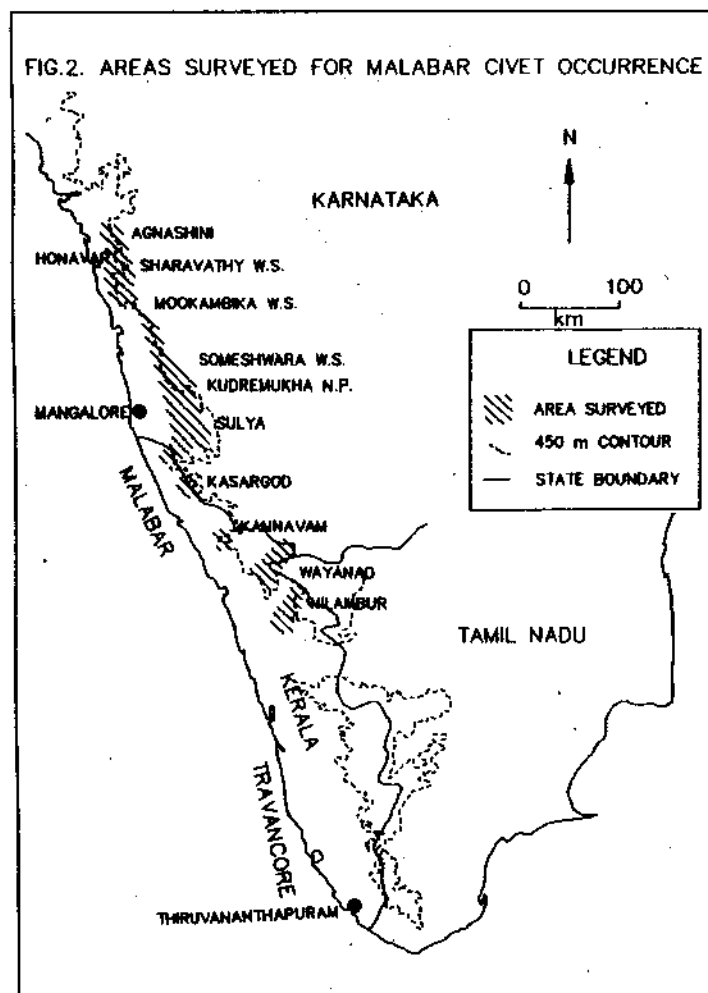 FIG.2. AREAS SURVEYED FOR MALABAR CIVET OCCURRENCE
N
KARNATAKA
AGNASHINI
HONAVAR
SHARAVATHY W.S.
MOOKAMBIKA W.S.
0 100
km
SOMESHWARA W.S.
KUDREMUKHA N.P.
MANGALORE
SULYA
LEGEND
AREA SURVEYED
450 m CONTOUR
STATE BOUNDARY
KASARGOD
MALABAR
KANNAVAM
WAYANAD
NILAMBUR
TAMIL NADU
KERALA
TRAVANCORE
THIRUVANANTHAPURAM